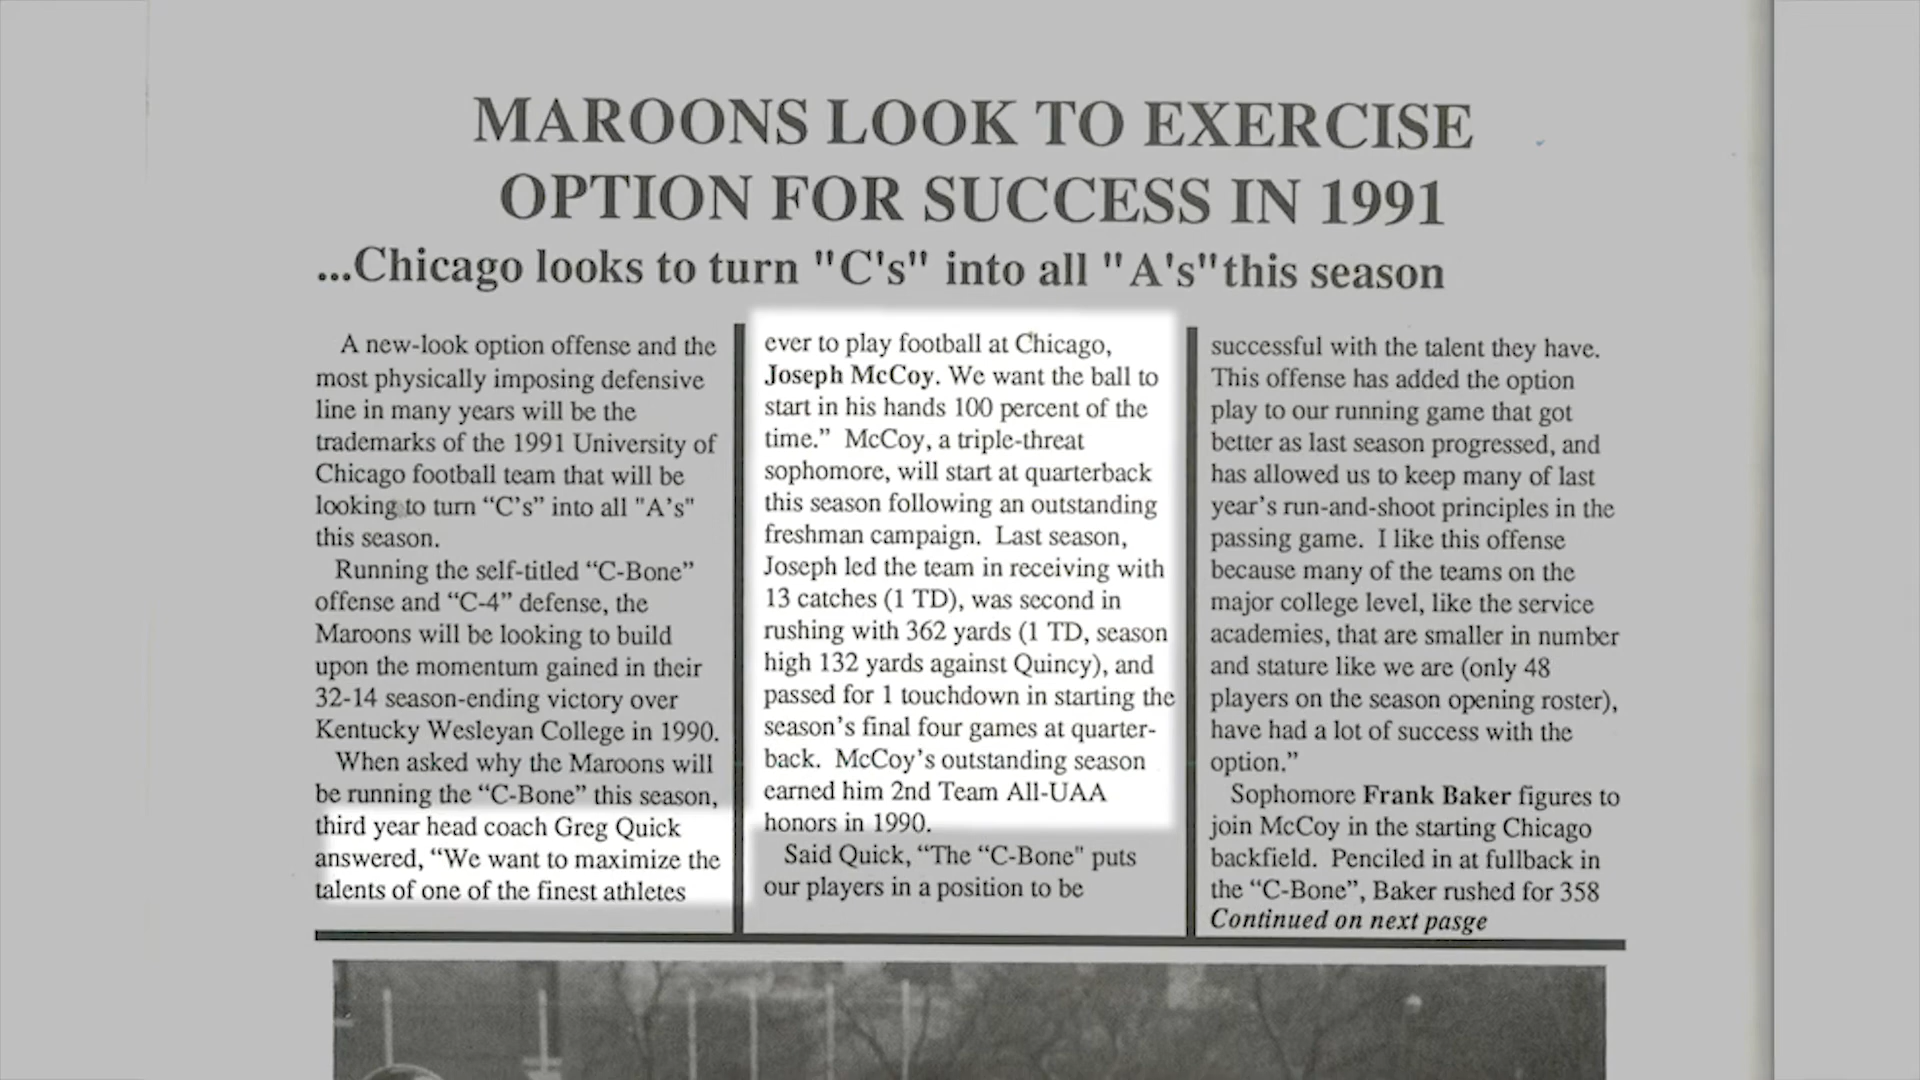 MAROONS LOOK TO EXERCISE
OPTION FOR SUCCESS IN 1991
...Chicago looks to turn "C's" into all "A's"this season
A new-look option offense and the
most physically imposing defensive
line in many years will be the
trademarks of the 1991 University of
Chicago football team that will be
looking to turn “C’s” into all "A’s"
this season.
Running the self-titled “C-Bone”
offense and “C-4” defense, the
Maroons will be looking to build
upon the momentum gained in their
32-14 season-ending victory over
Kentucky Wesleyan College in 1990.
When asked why the Maroons will
be running the “C-Bone” this season,
third year head coach Greg Quick
answered, “We want to maximize the
talents of one of the finest athletes
ever to play football at Chicago,
Joseph McCoy. We want the ball to
start in his hands 100 percent of the
time.” McCoy, a triple-threat
sophomore, will start at quarterback
this season following an outstanding
freshman campaign. Last season,
Joseph led the team in receiving with
13 catches (1 TD), was second in
rushing with 362 yards (1 TD, season
high 132 yards against Quincy), and
passed for 1 touchdown in starting the
season’s final four games at quarter-
back. McCoy’s outstanding season
earned him 2nd Team All-UAA
honors in 1990.
Said Quick, “The “C-Bone" puts
our players in a position to be
successful with the talent they have.
This offense has added the option
play to our running game that got
better as last season progressed, and
has allowed us to keep many of last
year’s run-and-shoot principles in the
passing game. I like this offense
because many of the teams on the
major college level, like the service
academies, that are smaller in number
and stature like we are (only 48
players on the season opening roster),
have had a lot of success with the
option.”
Sophomore Frank Baker figures to
join McCoy in the starting Chicago
backfield. Penciled in at fullback in
the “C-Bone”, Baker rushed for 358
Continued on next pasge